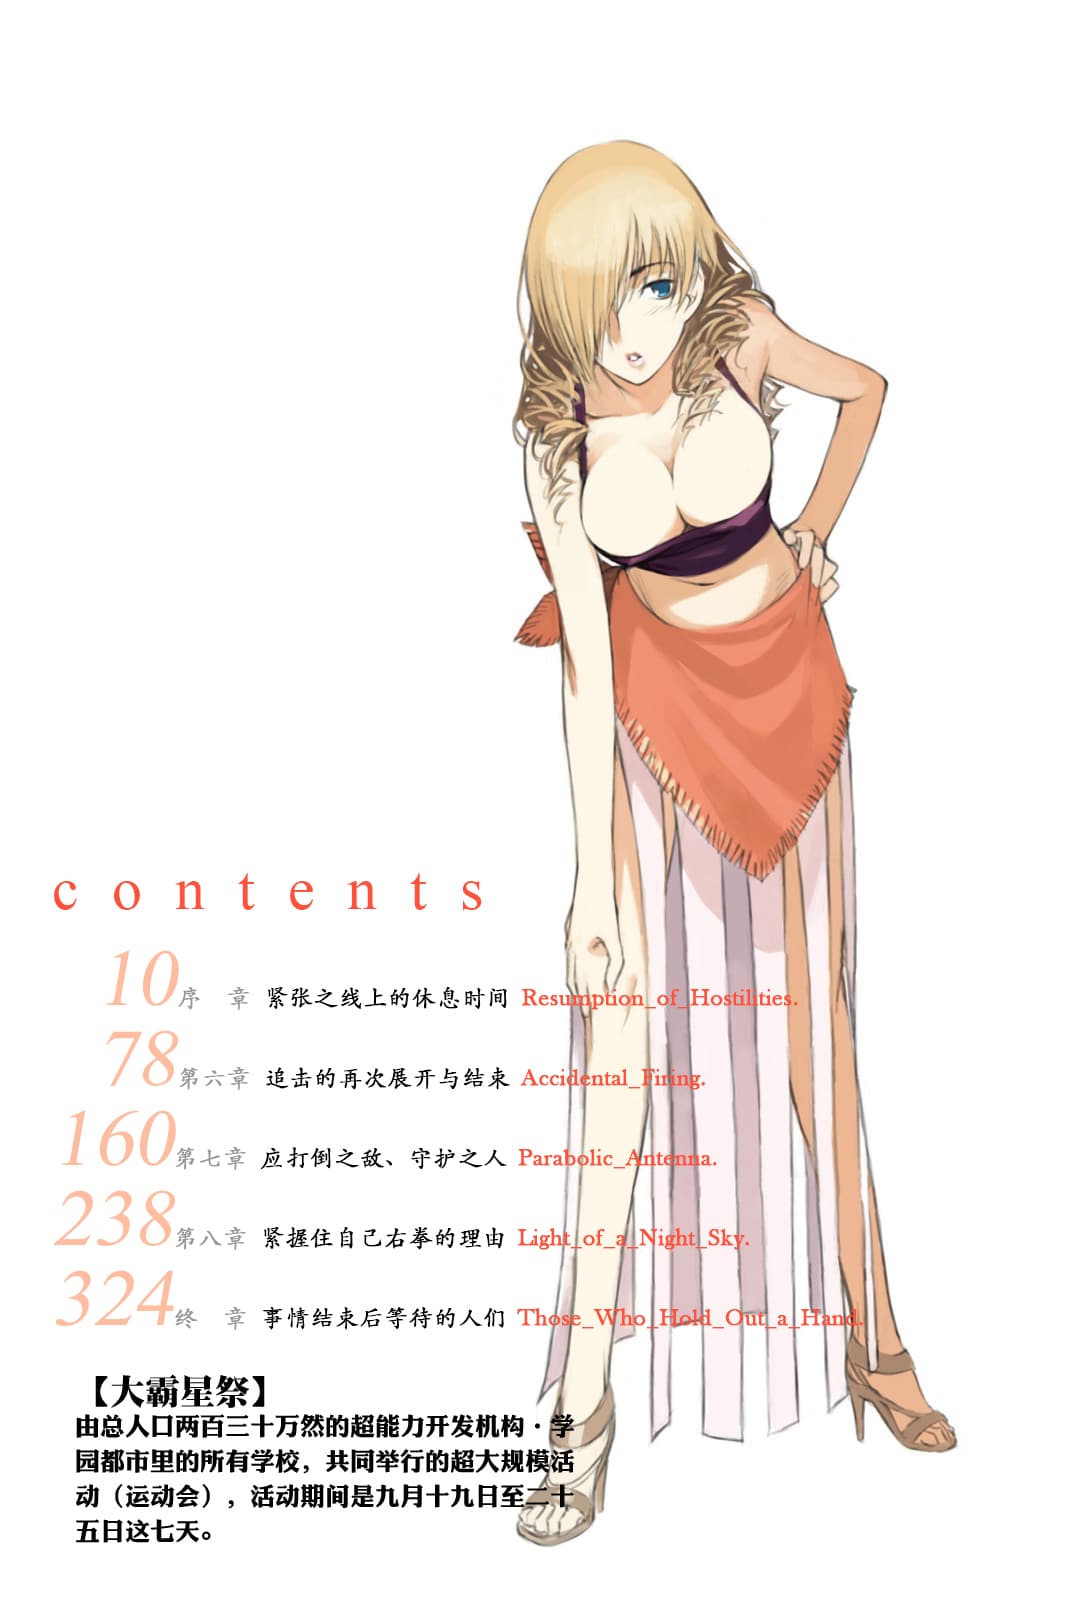 contents
10序 章 紧张之线上的休息时间 Resumption_of_Hostilities.
78第六章 追击的再次展开与结束 Accidental_Firing.
160第七章 应打倒之敌、守护之人 Parabolic_Antenna.
238第八章 紧握住自己右拳的理由 Light_of_a_Night_Sky.
324终 章 事情结束后等待的人们 Those_Who_Hold_Out_a_Hand.
【大霸星祭】
由总人口两百三十万然的超能力开发机构·学
园都市里的所有学校，共同举行的超大规模活
动（运动会），活动期间是九月十九日至二十
五日这七天。